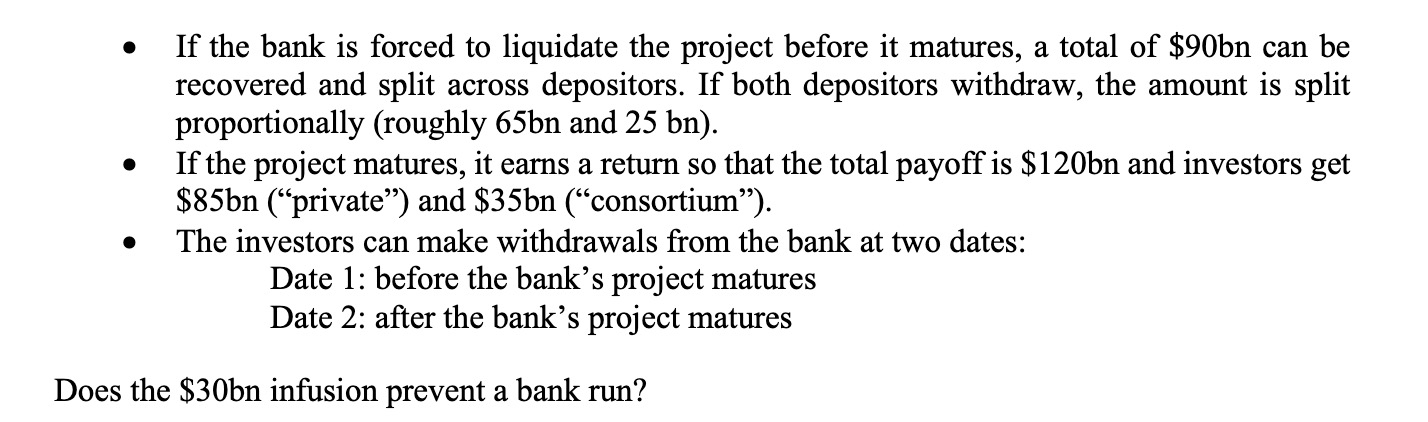 • If the bank is forced to liquidate the project before it matures, a total of $90bn can be
recovered and split across depositors. If both depositors withdraw, the amount is split
proportionally (roughly 65bn and 25 bn).
• If the project matures, it earns a return so that the total payoff is $120bn and investors get
$85bn (“private”) and $35bn (“consortium”).
• The investors can make withdrawals from the bank at two dates:
Date 1: before the bank’s project matures
Date 2: after the bank’s project matures
Does the $30bn infusion prevent a bank run?